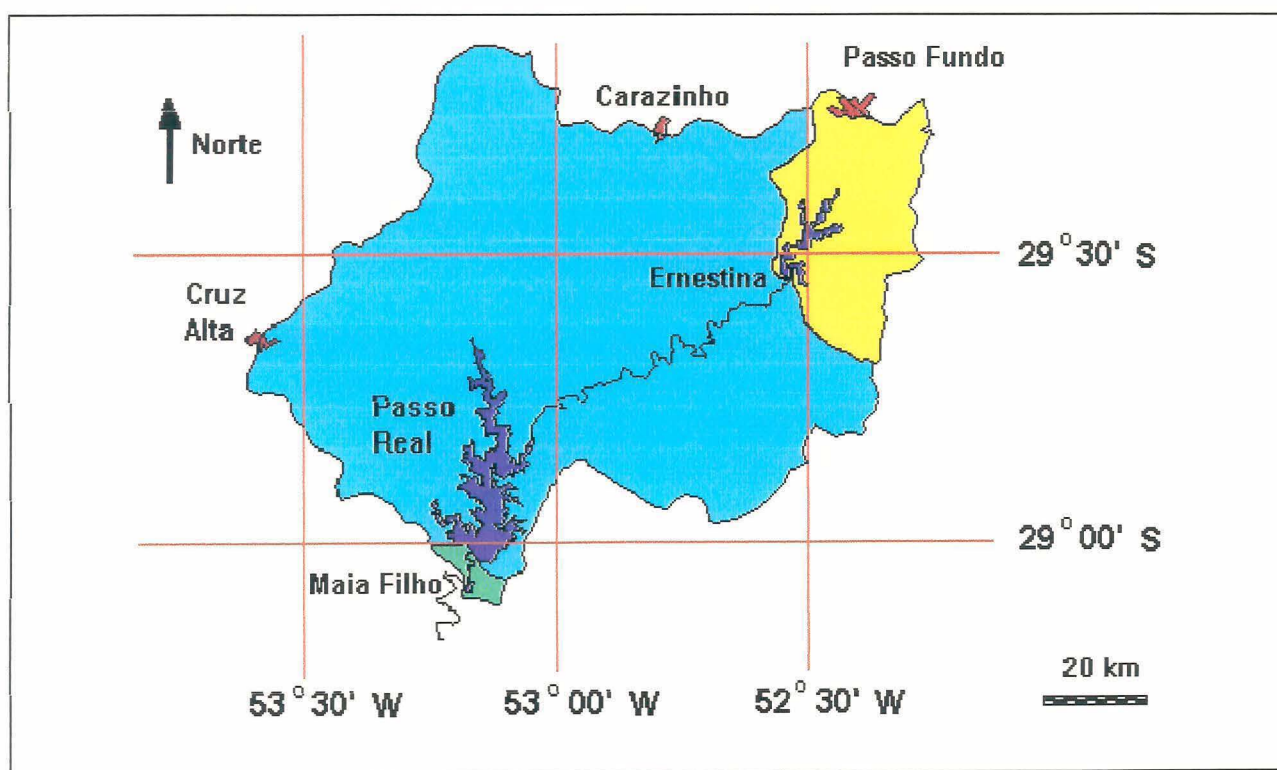 Passo Fundo
Carazinho
Norte
29° 30' S
Ernestina
Cruz
Alta
Passo
Real
29° 00' S
Maia Filho
20 km
53° 30' W
53° 00' W
52° 30' W